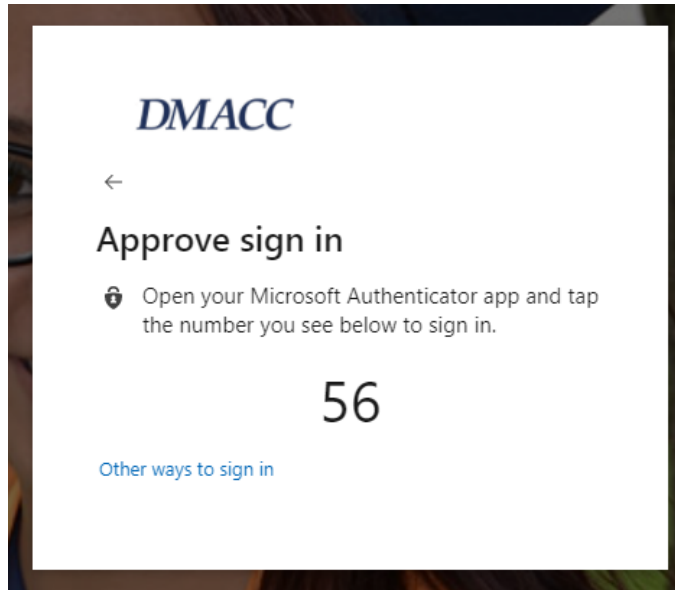 DMACC
Approve sign in
Open your Microsoft Authenticator app and tap
the number you see below to sign in.
56
Other ways to sign in